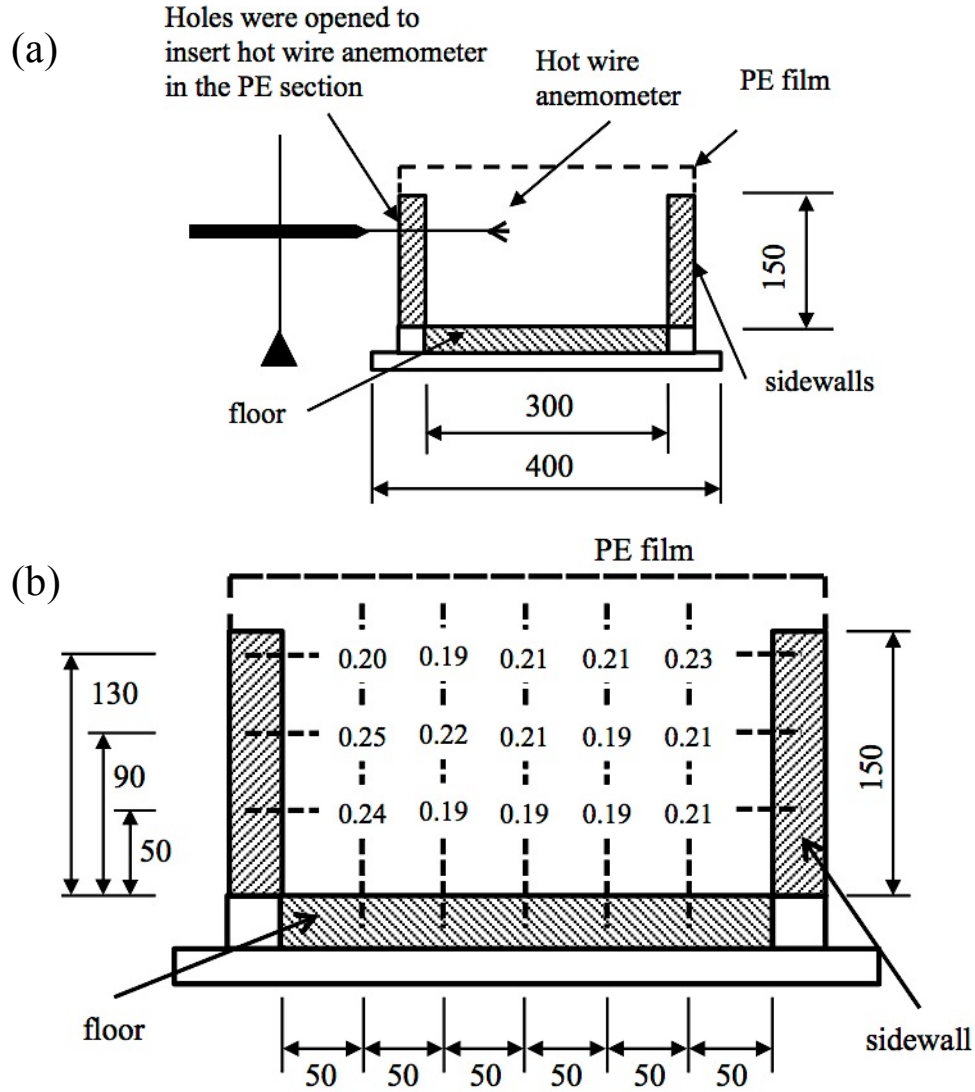 (a)
Holes were opened to
insert hot wire anemometer
in the PE section
Hot wire
anemometer
PE film
150
sidewalls
floor
300
400
(b)
PE film
0.20 0.19 0.21 0.21 0.23
130
0.25 0.22 0.21 0.19 0.21
90
150
0.24 0.19 0.19 0.19 0.21
50
floor
sidewall
50 50 50 50 50 50